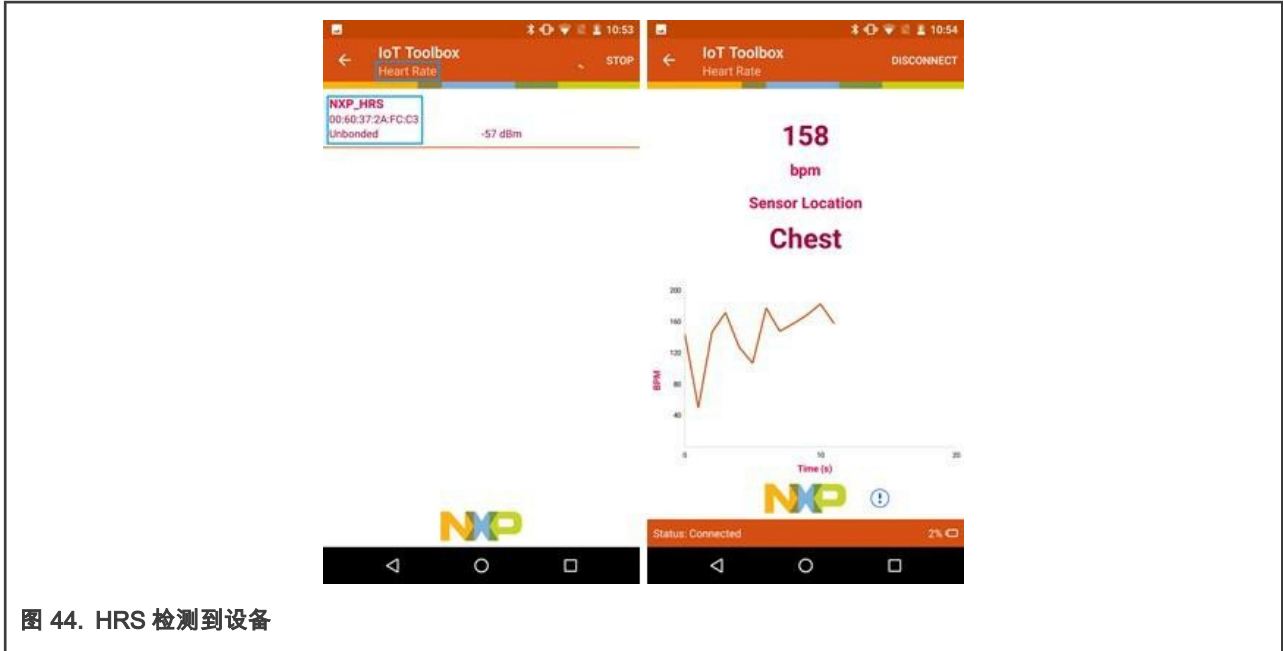 10:53
IoT Toolbox
Heart Rate
STOP
NXP_HRS
00:60:37:2A:FC:C3
Unbonded
-57 dBm
NXP
10:54
IoT Toolbox
Heart Rate
DISCONNECT
158
bpm
Sensor Location
Chest
200
160
120
80
40
BPM
0
10
20
Time (s)
NXP
Status: Connected
2%
图 44. HRS 检测到设备